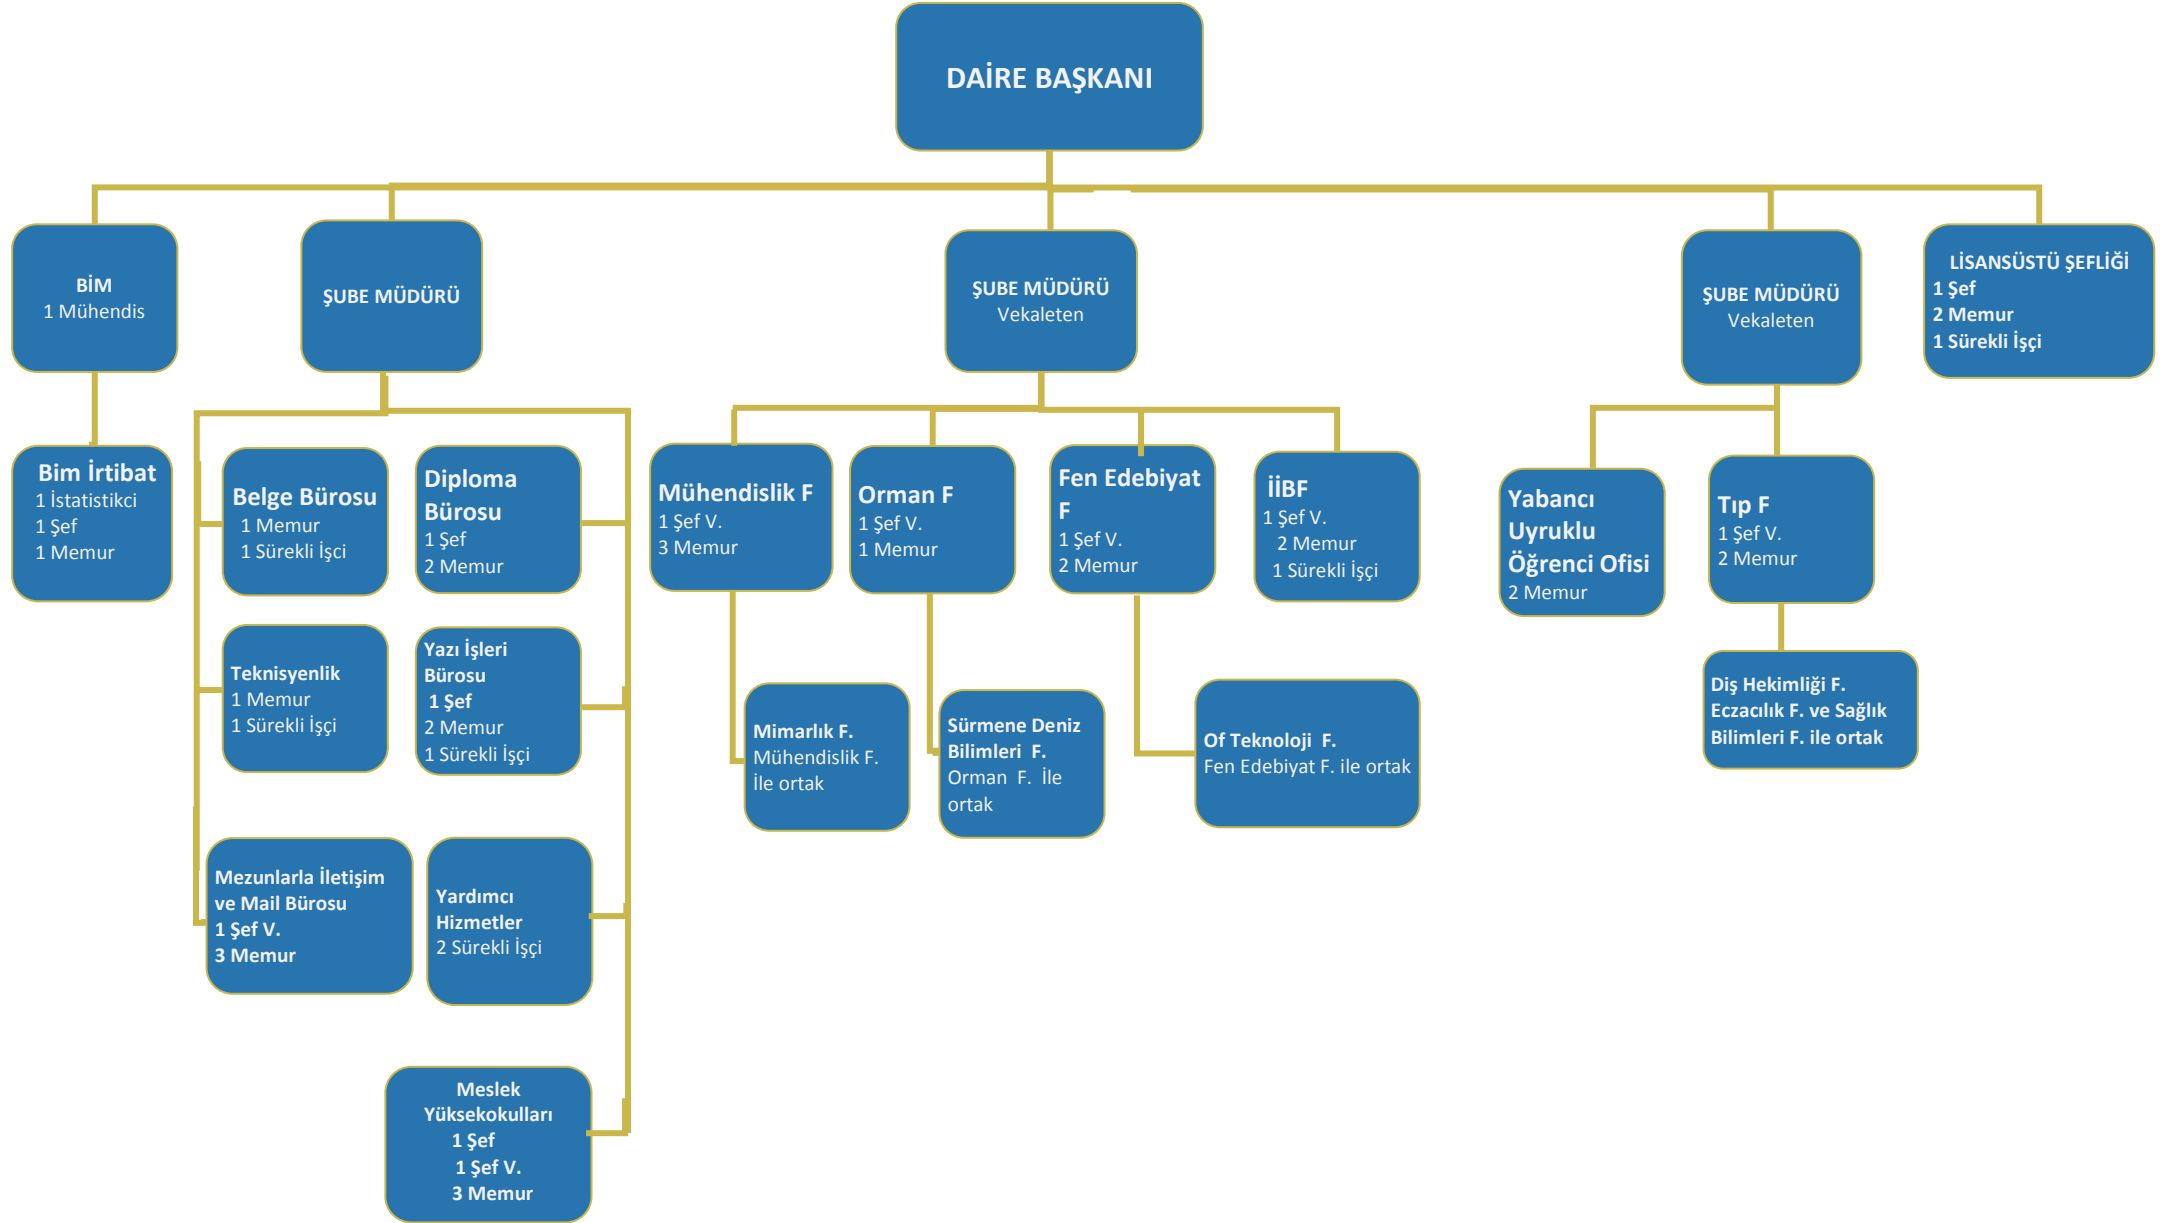 DAİRE BAŞKANI
BİM
1 Mühendis
ŞUBE MÜDÜRÜ
ŞUBE MÜDÜRÜ
Vekaleten
ŞUBE MÜDÜRÜ
Vekaleten
LİSANSÜSTÜ ŞEFLİĞİ
1 Şef
2 Memur
1 Sürekli İşçi
Bim İrtibat
1 İstatistikci
1 Şef
1 Memur
Belge Bürosu
1 Memur
1 Sürekli İşci
Diploma
Bürosu
1 Şef
2 Memur
Mühendislik F
1 Şef V.
3 Memur
Orman F
1 Şef V.
1 Memur
Fen Edebiyat
F
1 Şef V.
2 Memur
İİBF
1 Şef V.
2 Memur
1 Sürekli İşçi
Yabancı
Uyruklu
Öğrenci Ofisi
2 Memur
Tıp F
1 Şef V.
2 Memur
Teknisyenlik
1 Memur
1 Sürekli İşçi
Yazı İşleri
Bürosu
1 Şef
2 Memur
1 Sürekli İşçi
Mimarlık F.
Mühendislik F.
İle ortak
Sürmene Deniz
Bilimleri F.
Orman F. İle
ortak
Of Teknoloji F.
Fen Edebiyat F. ile ortak
Diş Hekimliği F.
Eczacılık F. ve Sağlık
Bilimleri F. ile ortak
Mezunlarla İletişim
ve Mail Bürosu
1 Şef V.
3 Memur
Yardımcı
Hizmetler
2 Sürekli İşçi
Meslek
Yüksekokulları
1 Şef
1 Şef V.
3 Memur